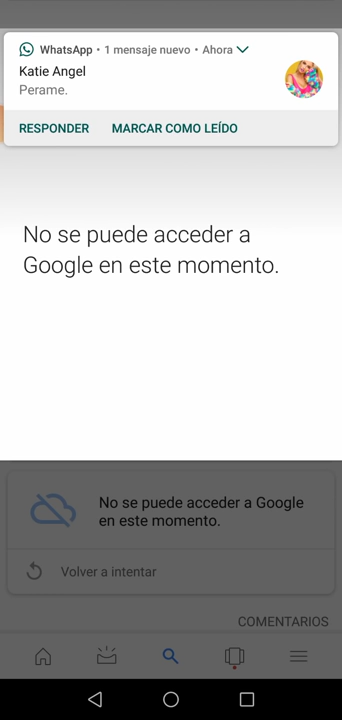 WhatsApp • 1 mensaje nuevo • Ahora
Katie Angel
Perame.
RESPONDER MARCAR COMO LEÍDO
No se puede acceder a
Google en este momento.
No se puede acceder a Google
en este momento.
Volver a intentar
COMENTARIOS